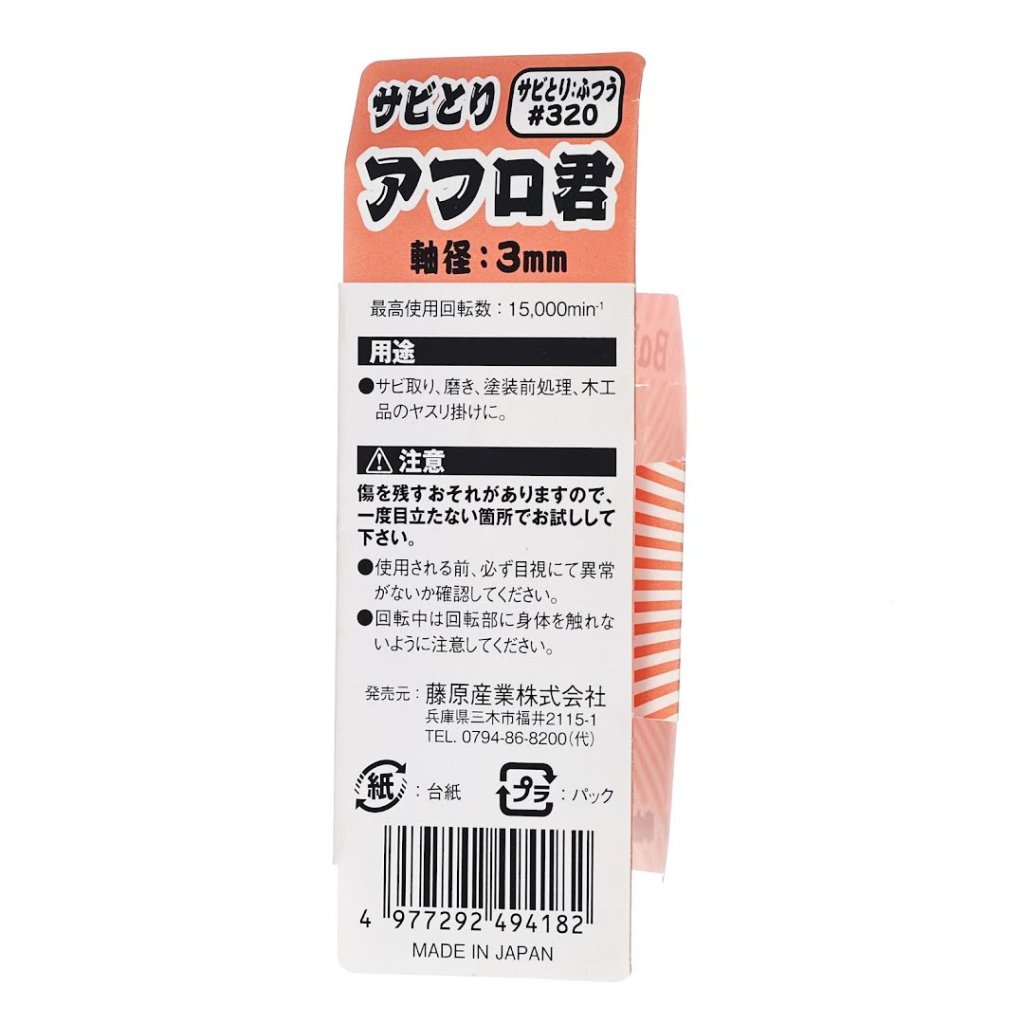 サビとり
サビとり:ふつう
#320
アフロ君
軸径：3mm
最高使用回転数：15,000min⁻¹
用途
●サビ取り、磨き、塗装前処理、木工
品のヤスリ掛けに。
⚠注意
傷を残すおそれがありますので、
一度目立たない箇所でお試しして
下さい。
●使用される前、必ず目視にて異常
がないか確認してください。
●回転中は回転部に身体を触れな
いように注意してください。
発売元：藤原産業株式会社
兵庫県三木市福井2115-1
TEL. 0794-86-8200（代）
紙：台紙
プラ：パック
4 977292 494182
MADE IN JAPAN